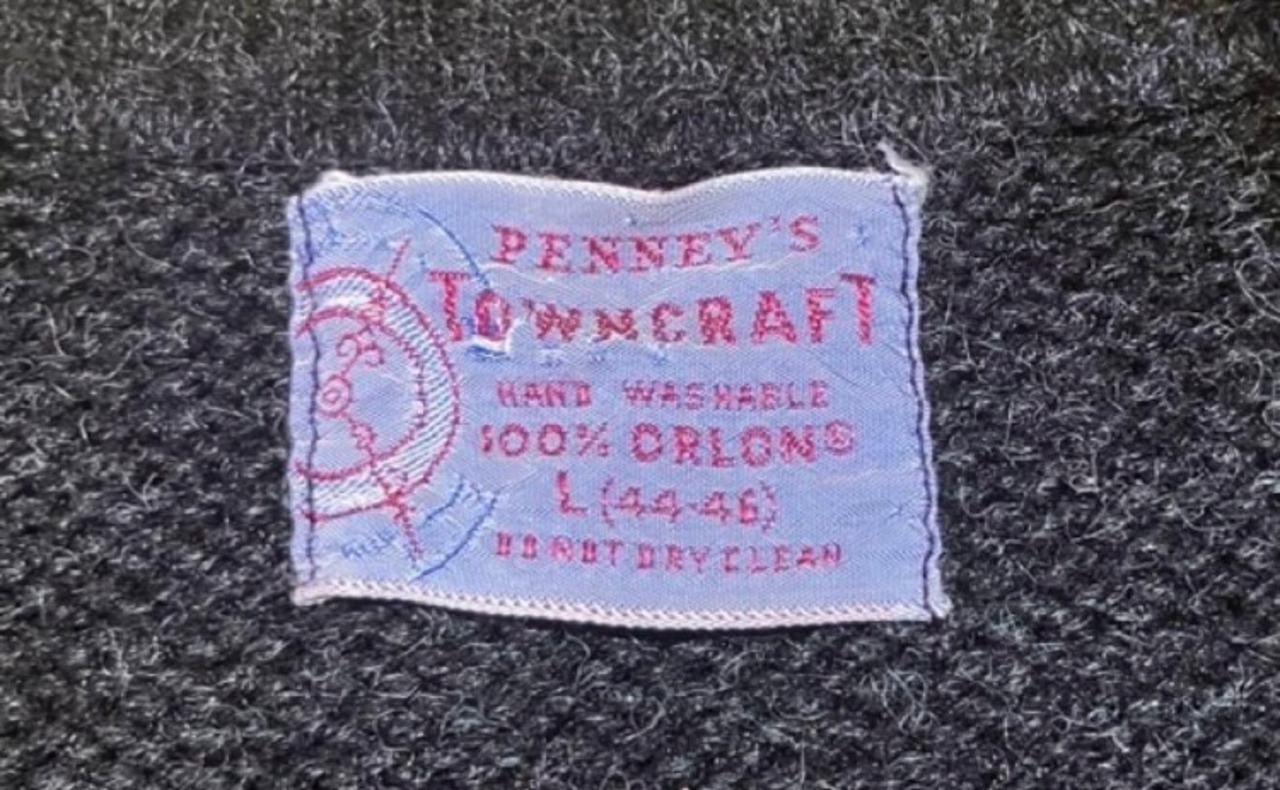 PENNEY'S
TOWNCRAFT
HAND WASHABLE
100% ORLON®
L (44-46)
DO NOT DRY CLEAN